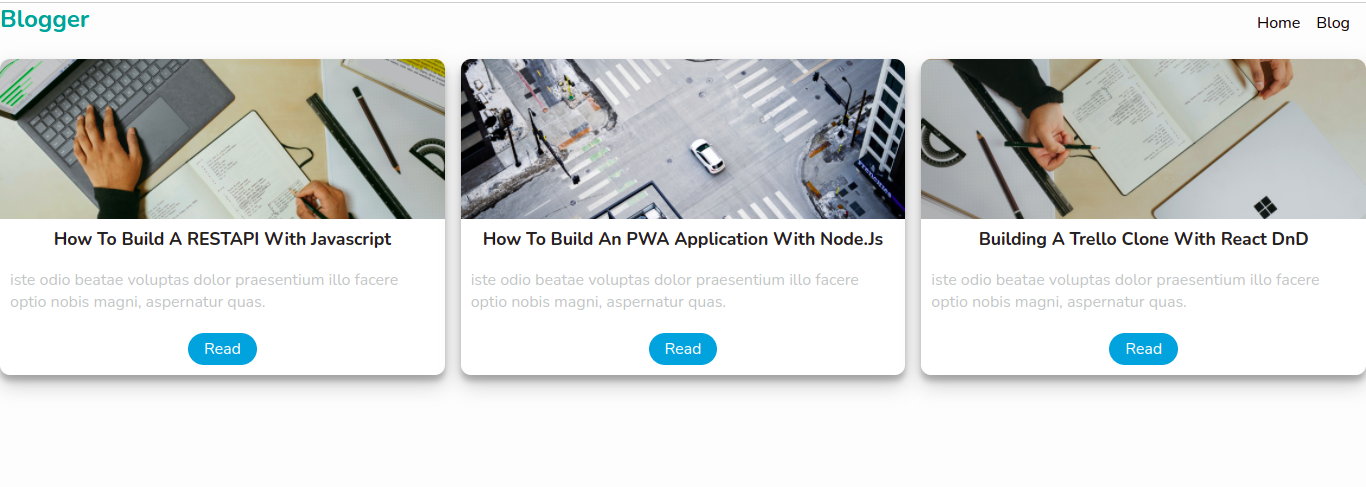 Blogger
Home Blog
How To Build A RESTAPI With Javascript
iste odio beatae voluptas dolor praesentium illo facere
optio nobis magni, aspernatur quas.
Read
How To Build An PWA Application With Node.Js
iste odio beatae voluptas dolor praesentium illo facere
optio nobis magni, aspernatur quas.
Read
Building A Trello Clone With React DnD
iste odio beatae voluptas dolor praesentium illo facere
optio nobis magni, aspernatur quas.
Read